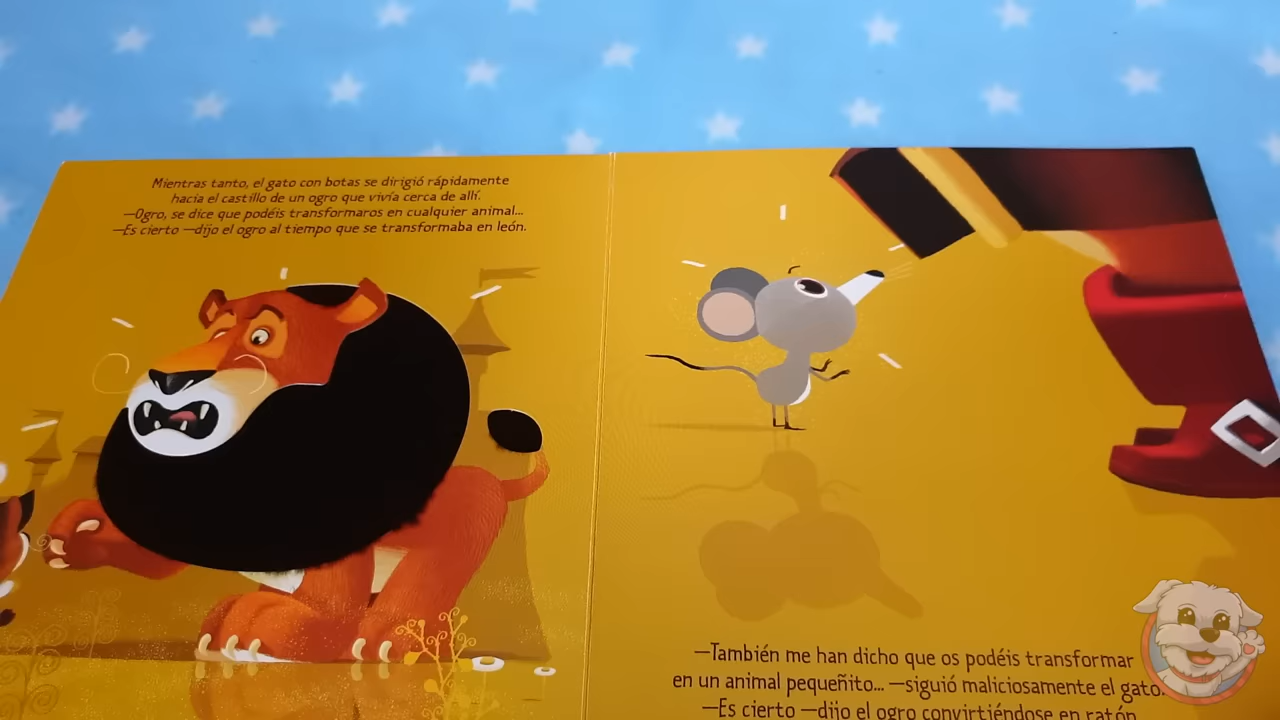 Mientras tanto, el gato con botas se dirigió rápidamente
hacia el castillo de un ogro que vivía cerca de allí.
—Ogro, se dice que podéis transformaros en cualquier animal...
—Es cierto —dijo el ogro al tiempo que se transformaba en león.
—También me han dicho que os podéis transformar
en un animal pequeñito... —siguió maliciosamente el gato.
—Es cierto —dijo el ogro convirtiéndose en ratón